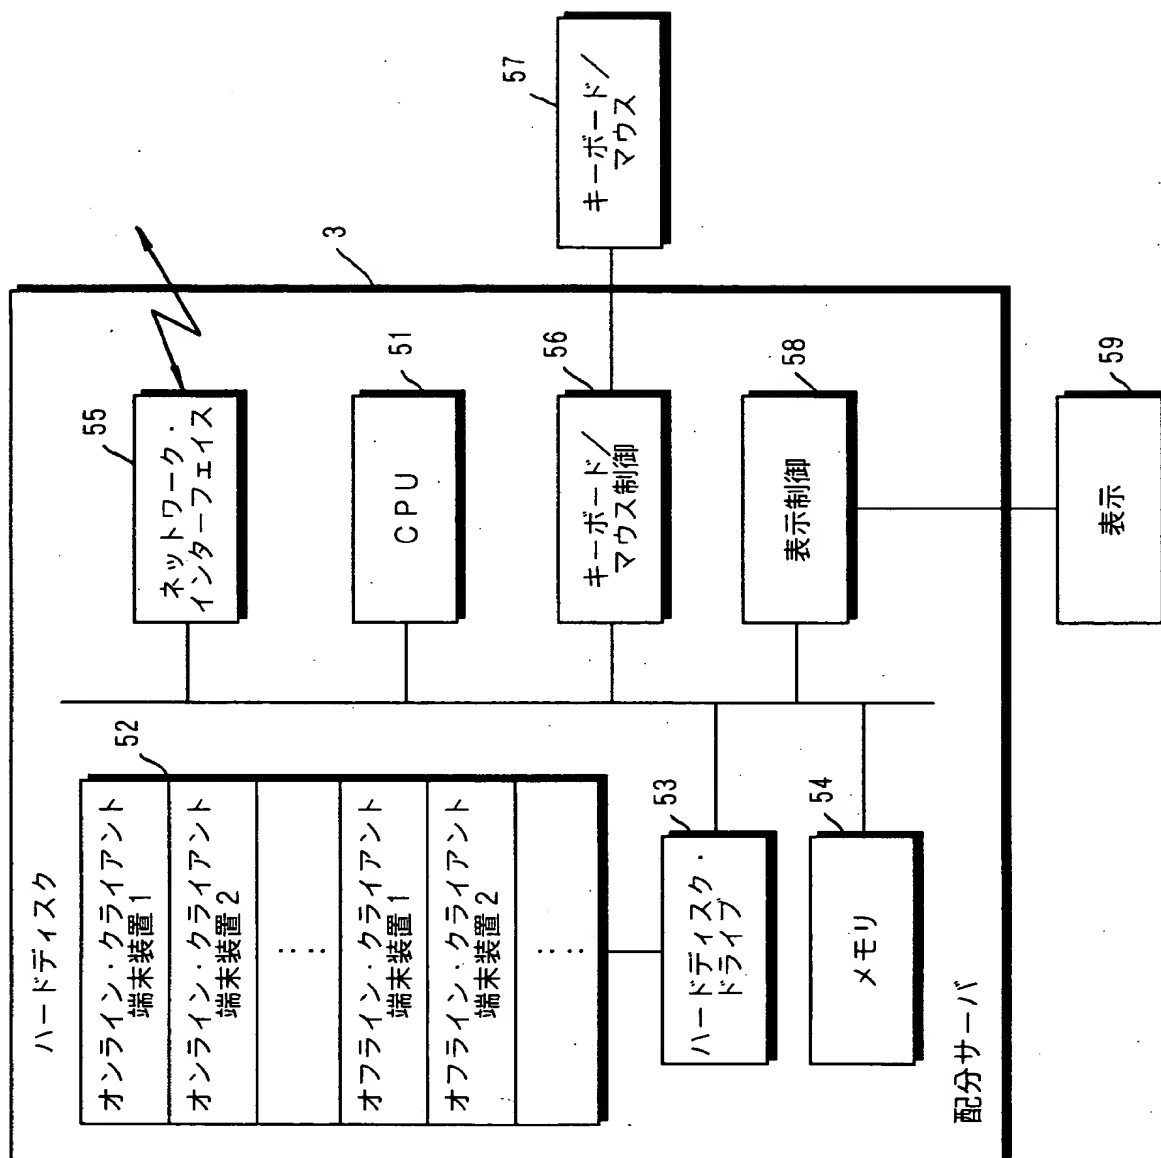 ハードディスク
52
オンライン・クライアント
端末装置1
オンライン・クライアント
端末装置2
⋮⋮
オフライン・クライアント
端末装置1
オフライン・クライアント
端末装置2
⋮⋮
53
ハードディスク・
ドライブ
54
メモリ
配分サーバ
55
ネットワーク・
インターフェイス
51
CPU
56
キーボード/
マウス制御
58
表示制御
3
57
キーボード/
マウス
59
表示